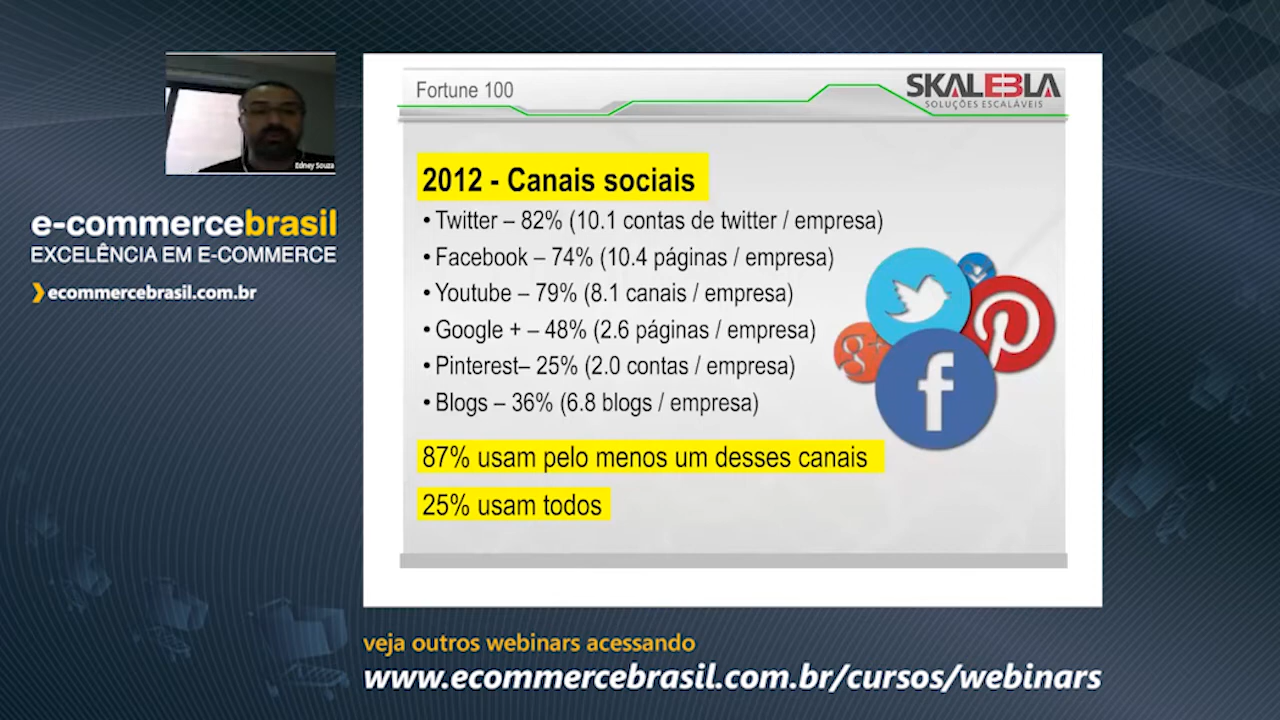 Edney Souza
e-commercebrasil
EXCELÊNCIA EM E-COMMERCE
ecommercebrasil.com.br
Fortune 100
SKALEBLA
SOLUÇÕES ESCALÁVEIS
2012 - Canais sociais
• Twitter – 82% (10.1 contas de twitter / empresa)
• Facebook – 74% (10.4 páginas / empresa)
• Youtube – 79% (8.1 canais / empresa)
• Google + – 48% (2.6 páginas / empresa)
• Pinterest– 25% (2.0 contas / empresa)
• Blogs – 36% (6.8 blogs / empresa)
87% usam pelo menos um desses canais
25% usam todos
veja outros webinars acessando
www.ecommercebrasil.com.br/cursos/webinars